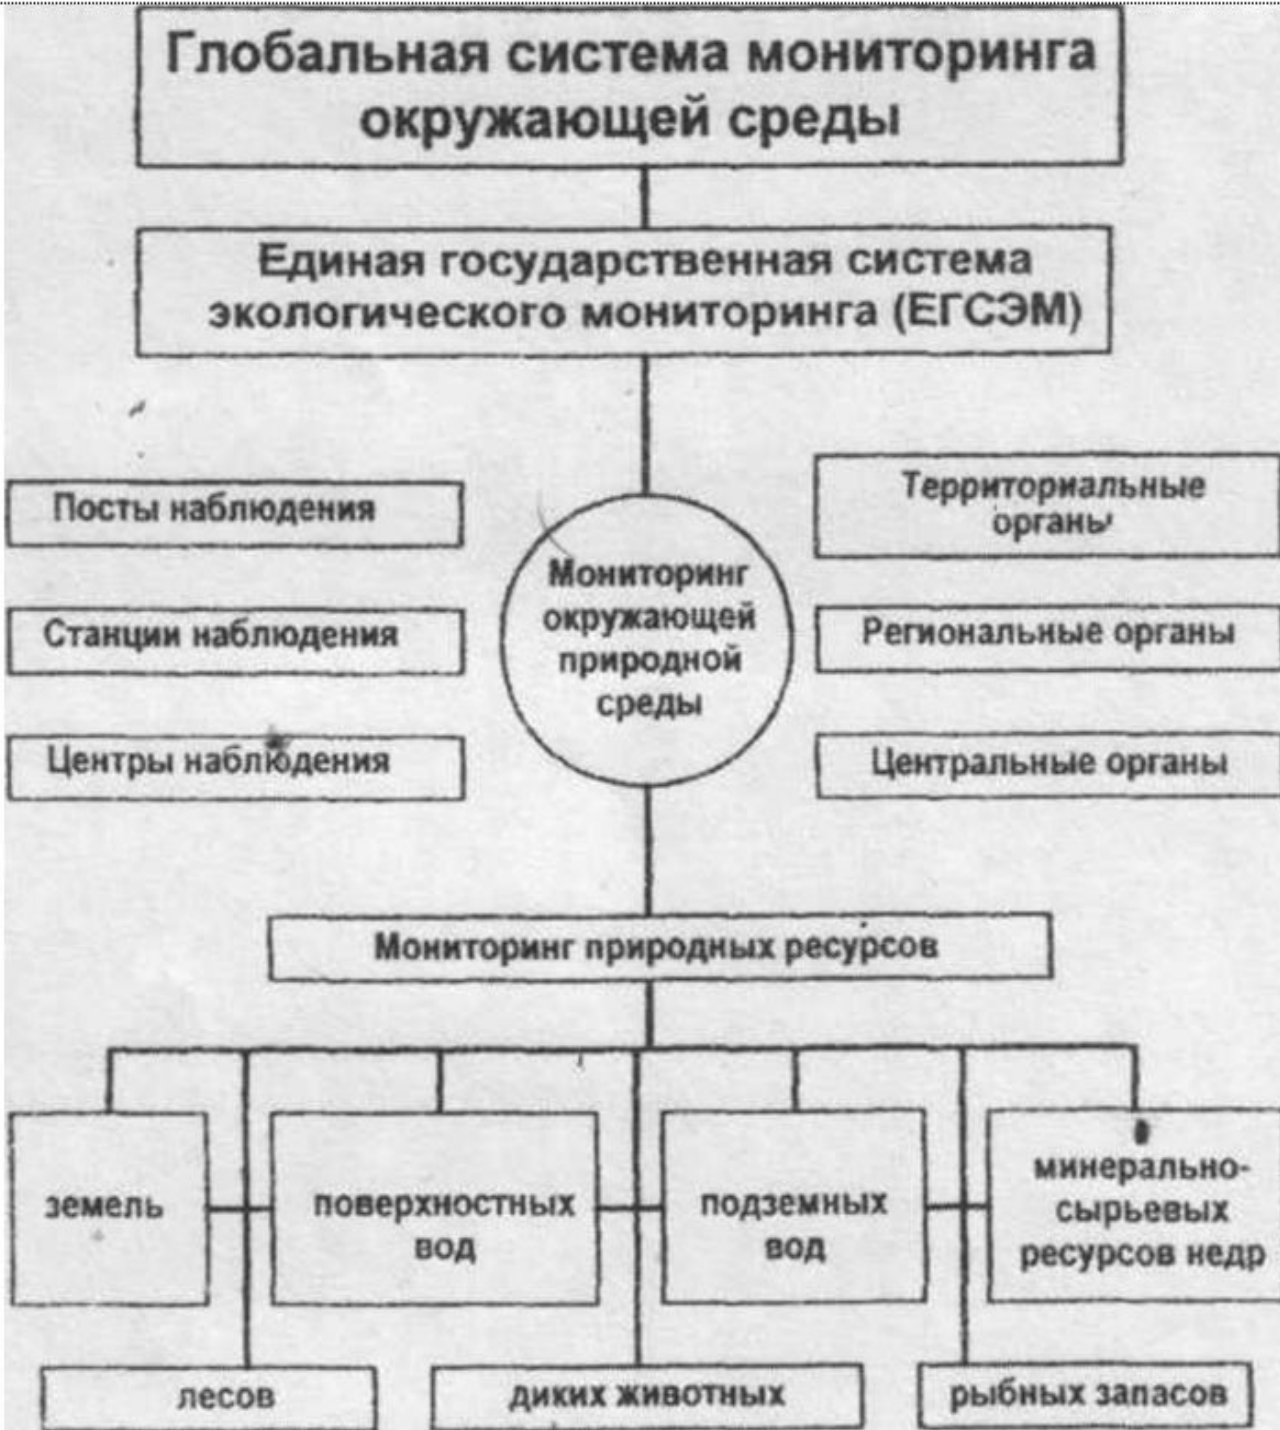 Глобальная система мониторинга
окружающей среды
Единая государственная система
экологического мониторинга (ЕГСЭМ)
Посты наблюдения
Станции наблюдения
Центры наблюдения
Мониторинг
окружающей
природной
среды
Территориальные
органы
Региональные органы
Центральные органы
Мониторинг природных ресурсов
земель
поверхностных
вод
подземных
вод
минерально-
сырьевых
ресурсов недр
лесов
диких животных
рыбных запасов